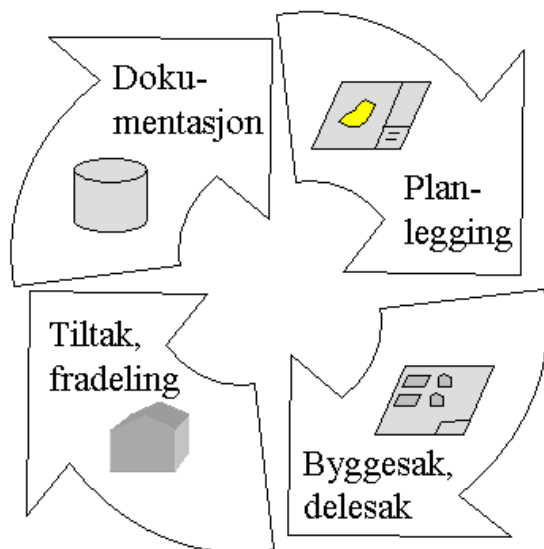 Doku-
mentasjon
Plan-
legging
Tiltak,
fradeling
Byggesak,
delesak